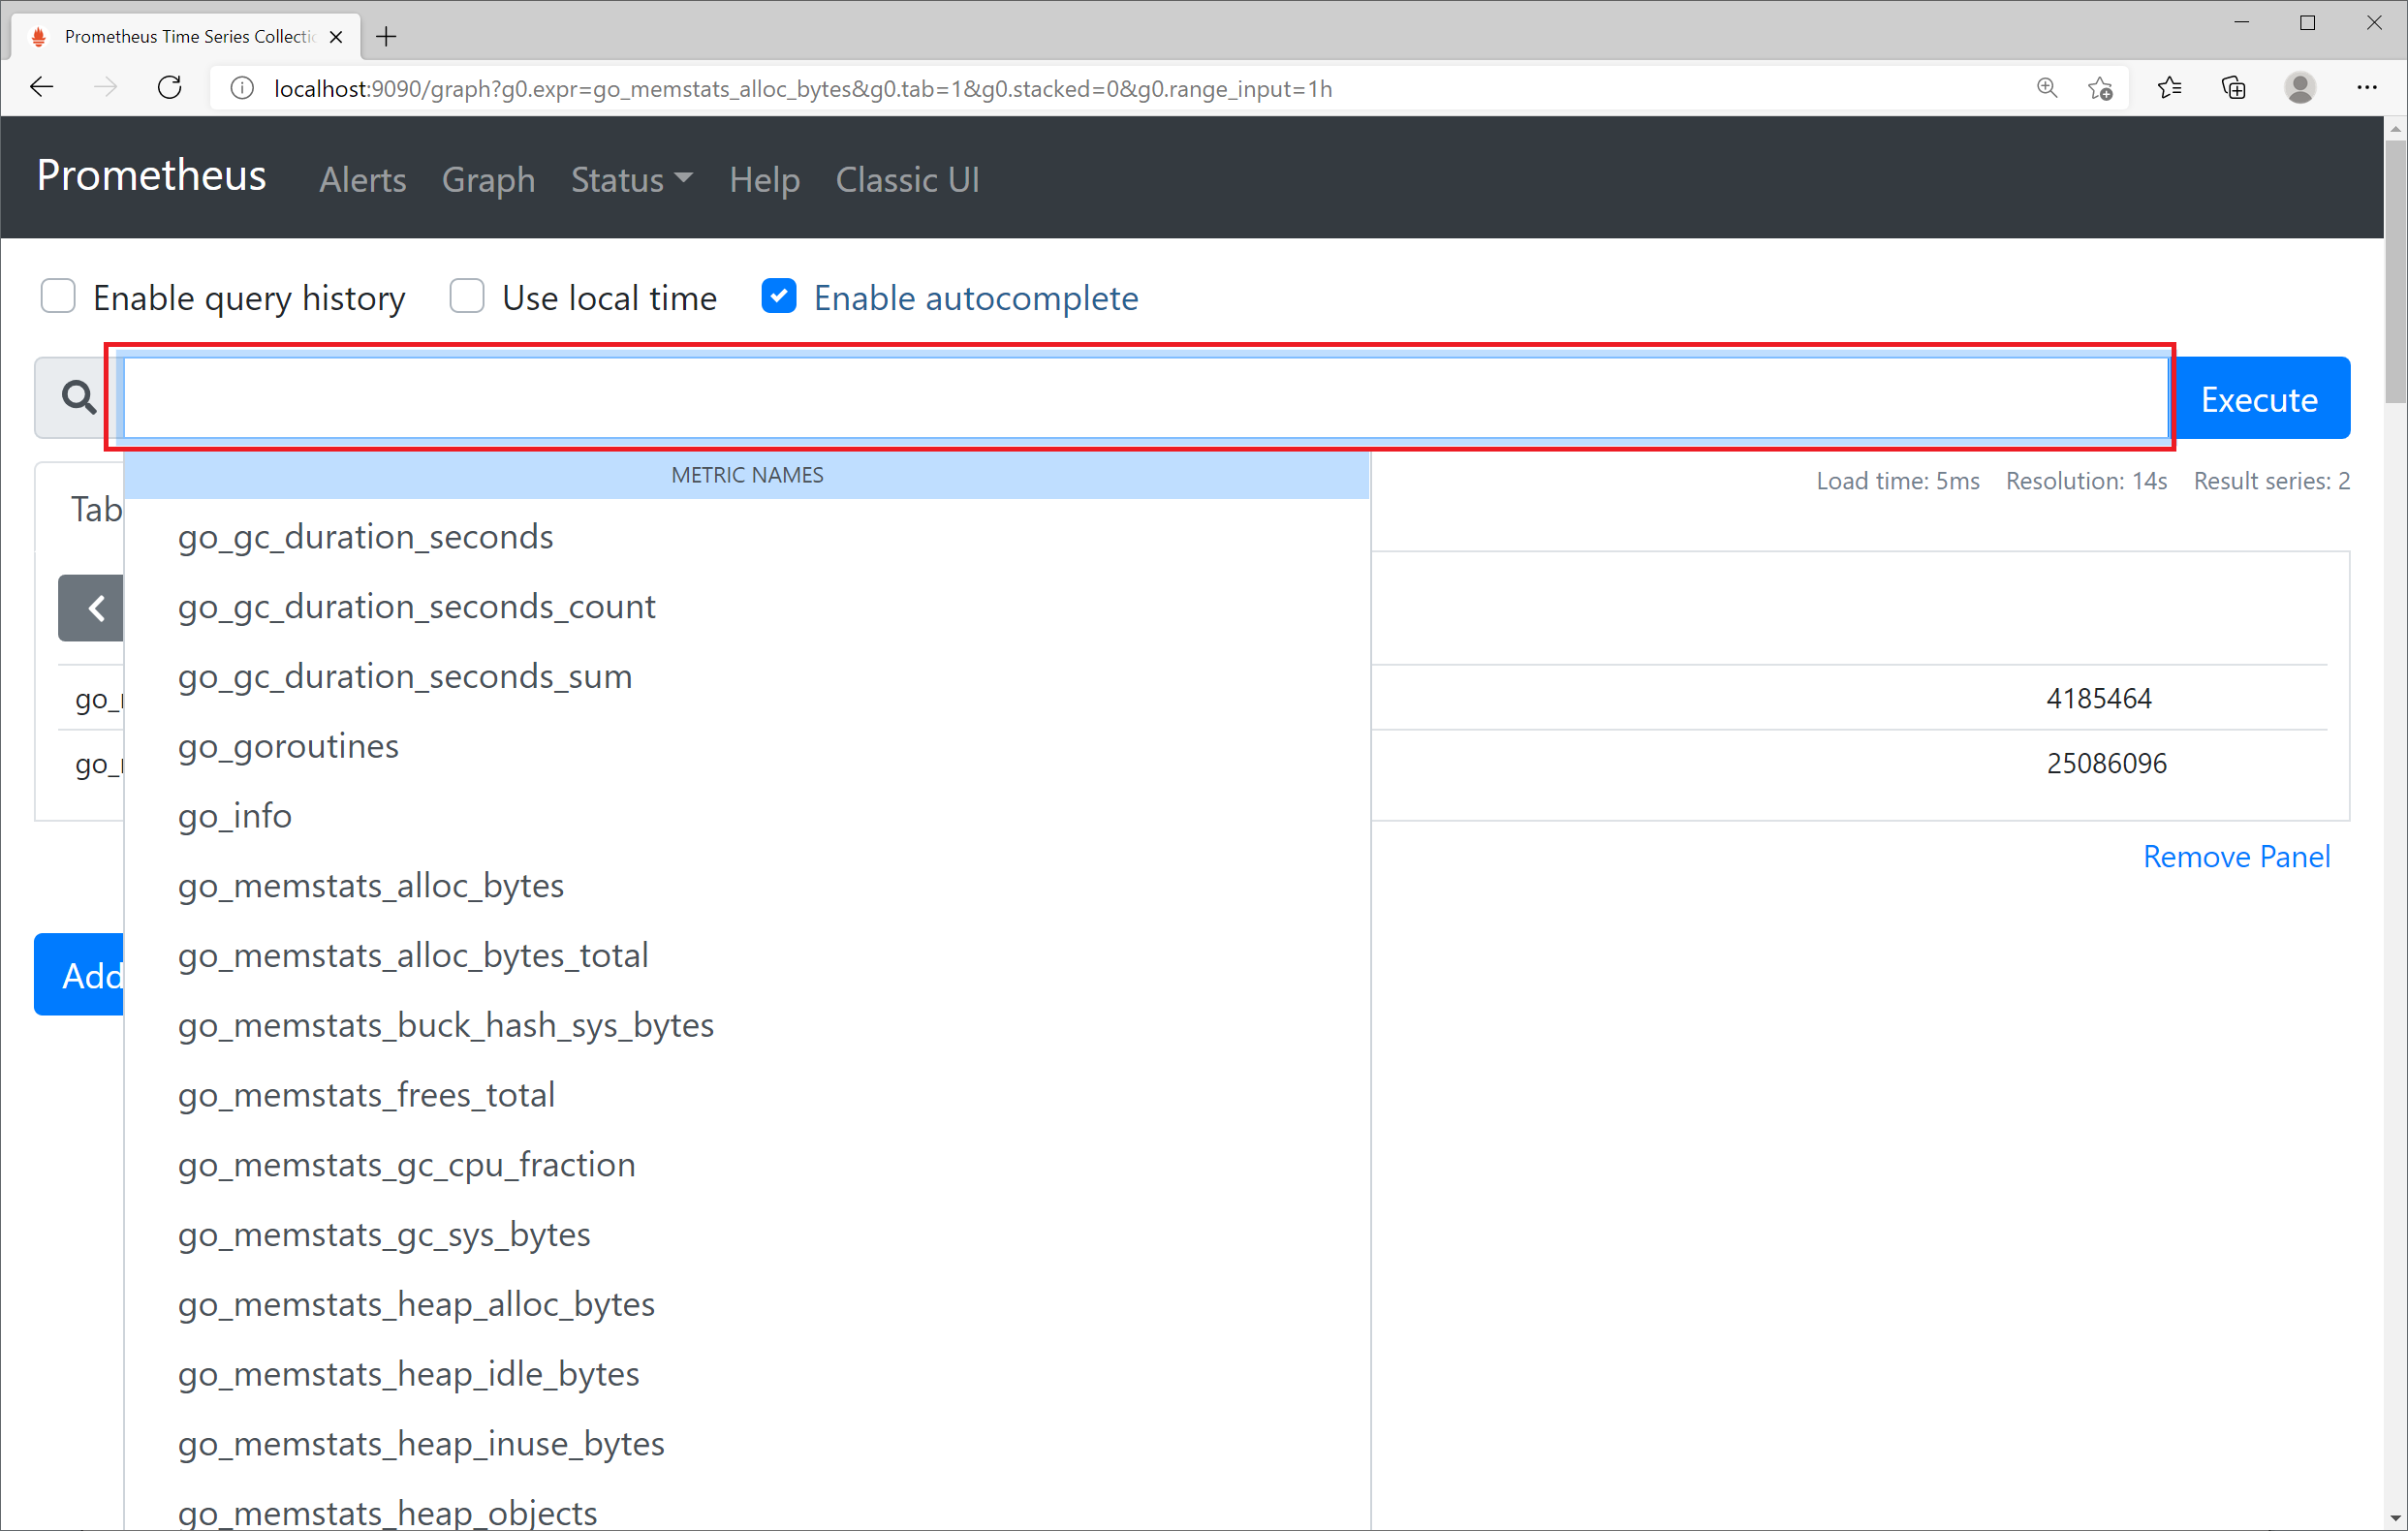 Prometheus Time Series Collectio
localhost:9090/graph?g0.expr=go_memstats_alloc_bytes&g0.tab=1&g0.stacked=0&g0.range_input=1h
Prometheus Alerts Graph Status Help Classic UI
Enable query history Use local time Enable autocomplete
Execute
METRIC NAMES
Load time: 5ms Resolution: 14s Result series: 2
Tab
go_gc_duration_seconds
go_gc_duration_seconds_count
go_gc_duration_seconds_sum
go_ 4185464
go_goroutines
go_ 25086096
go_info
Remove Panel
go_memstats_alloc_bytes
go_memstats_alloc_bytes_total
Add
go_memstats_buck_hash_sys_bytes
go_memstats_frees_total
go_memstats_gc_cpu_fraction
go_memstats_gc_sys_bytes
go_memstats_heap_alloc_bytes
go_memstats_heap_idle_bytes
go_memstats_heap_inuse_bytes
go_memstats_heap_objects